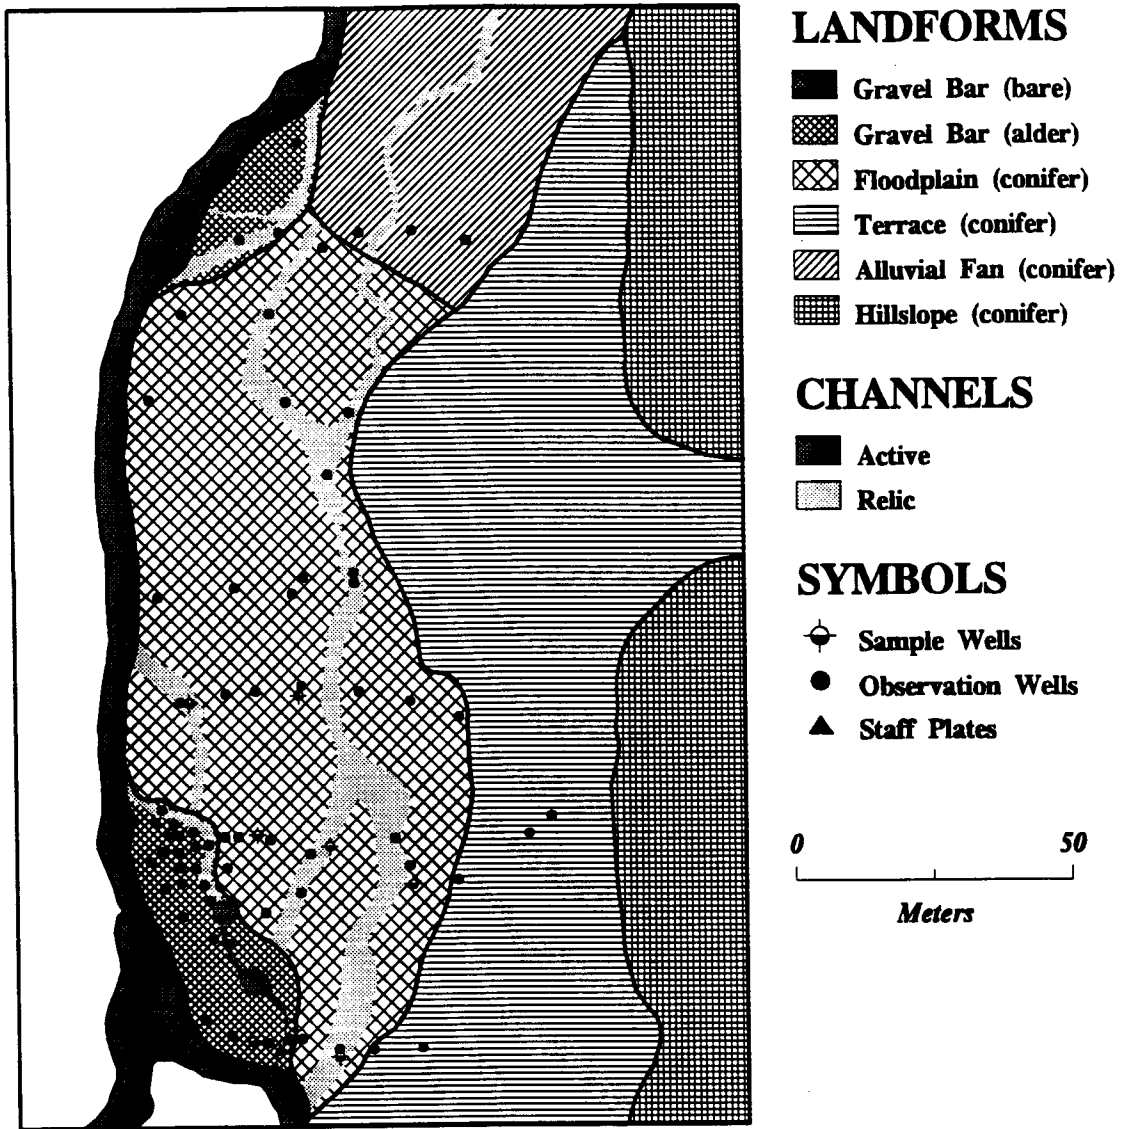 LANDFORMS
Gravel Bar (bare)
Gravel Bar (alder)
Floodplain (conifer)
Terrace (conifer)
Alluvial Fan (conifer)
Hillslope (conifer)
CHANNELS
Active
Relic
SYMBOLS
Sample Wells
Observation Wells
Staff Plates
0 50
Meters